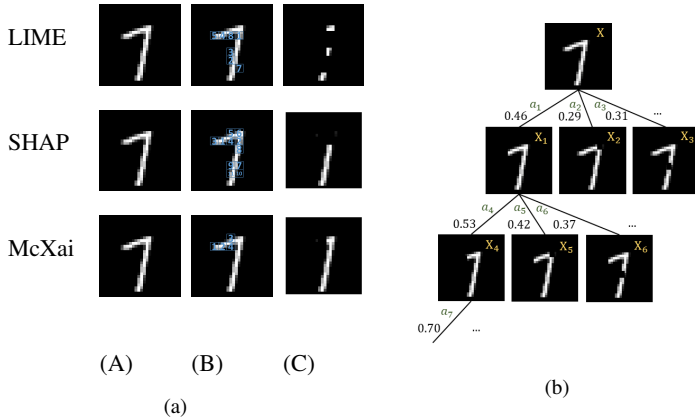 LIME
SHAP
McXai
(A) (B) (C)
(a)
X
a₁ a₂ a₃
0.46 0.29 0.31 ...
X₁ X₂ X₃
a₄ a₅ a₆
0.53 0.42 0.37 ...
X₄ X₅ X₆
a₇
0.70 ...
(b)